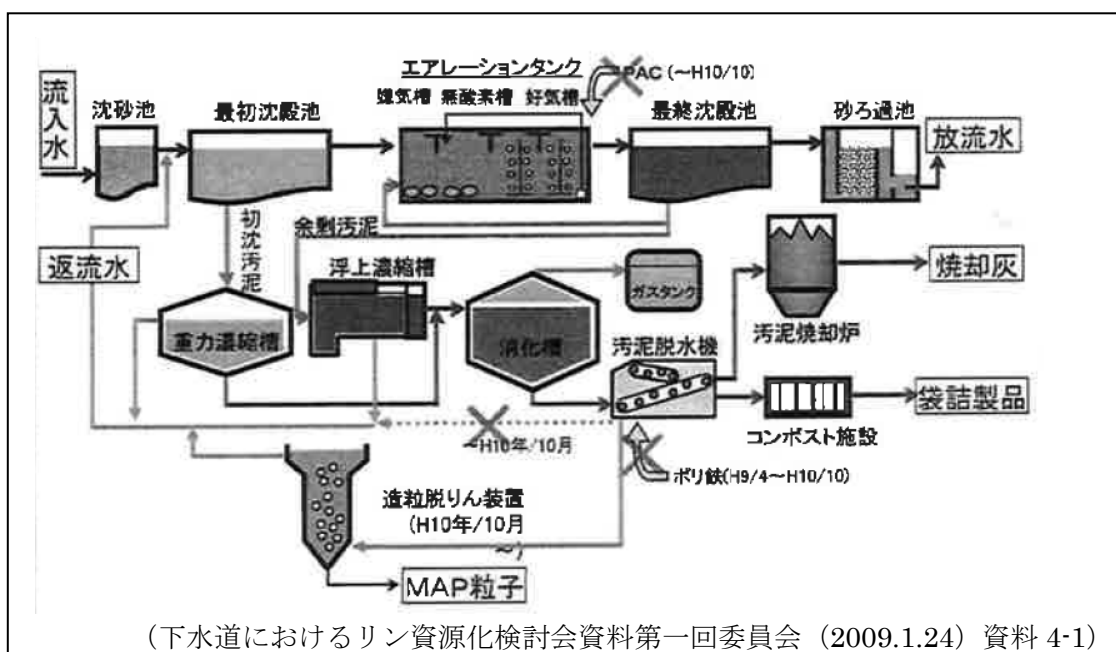 エアレーションタンク
PAC (~H10/10)
嫌気槽 無酸素槽 好気槽
流入水
沈砂池
最初沈殿池
最終沈殿池
砂ろ過池
放流水
初沈汚泥
余剰汚泥
返流水
浮上濃縮槽
ガスタンク
焼却灰
重力濃縮槽
消化槽
汚泥脱水機
汚泥焼却炉
袋詰製品
~H10年/10月
コンポスト施設
ポリ鉄(H9/4~H10/10)
造粒脱りん装置
(H10年/10月
~)
MAP粒子
(下水道におけるリン資源化検討会資料第一回委員会(2009.1.24)資料 4-1)